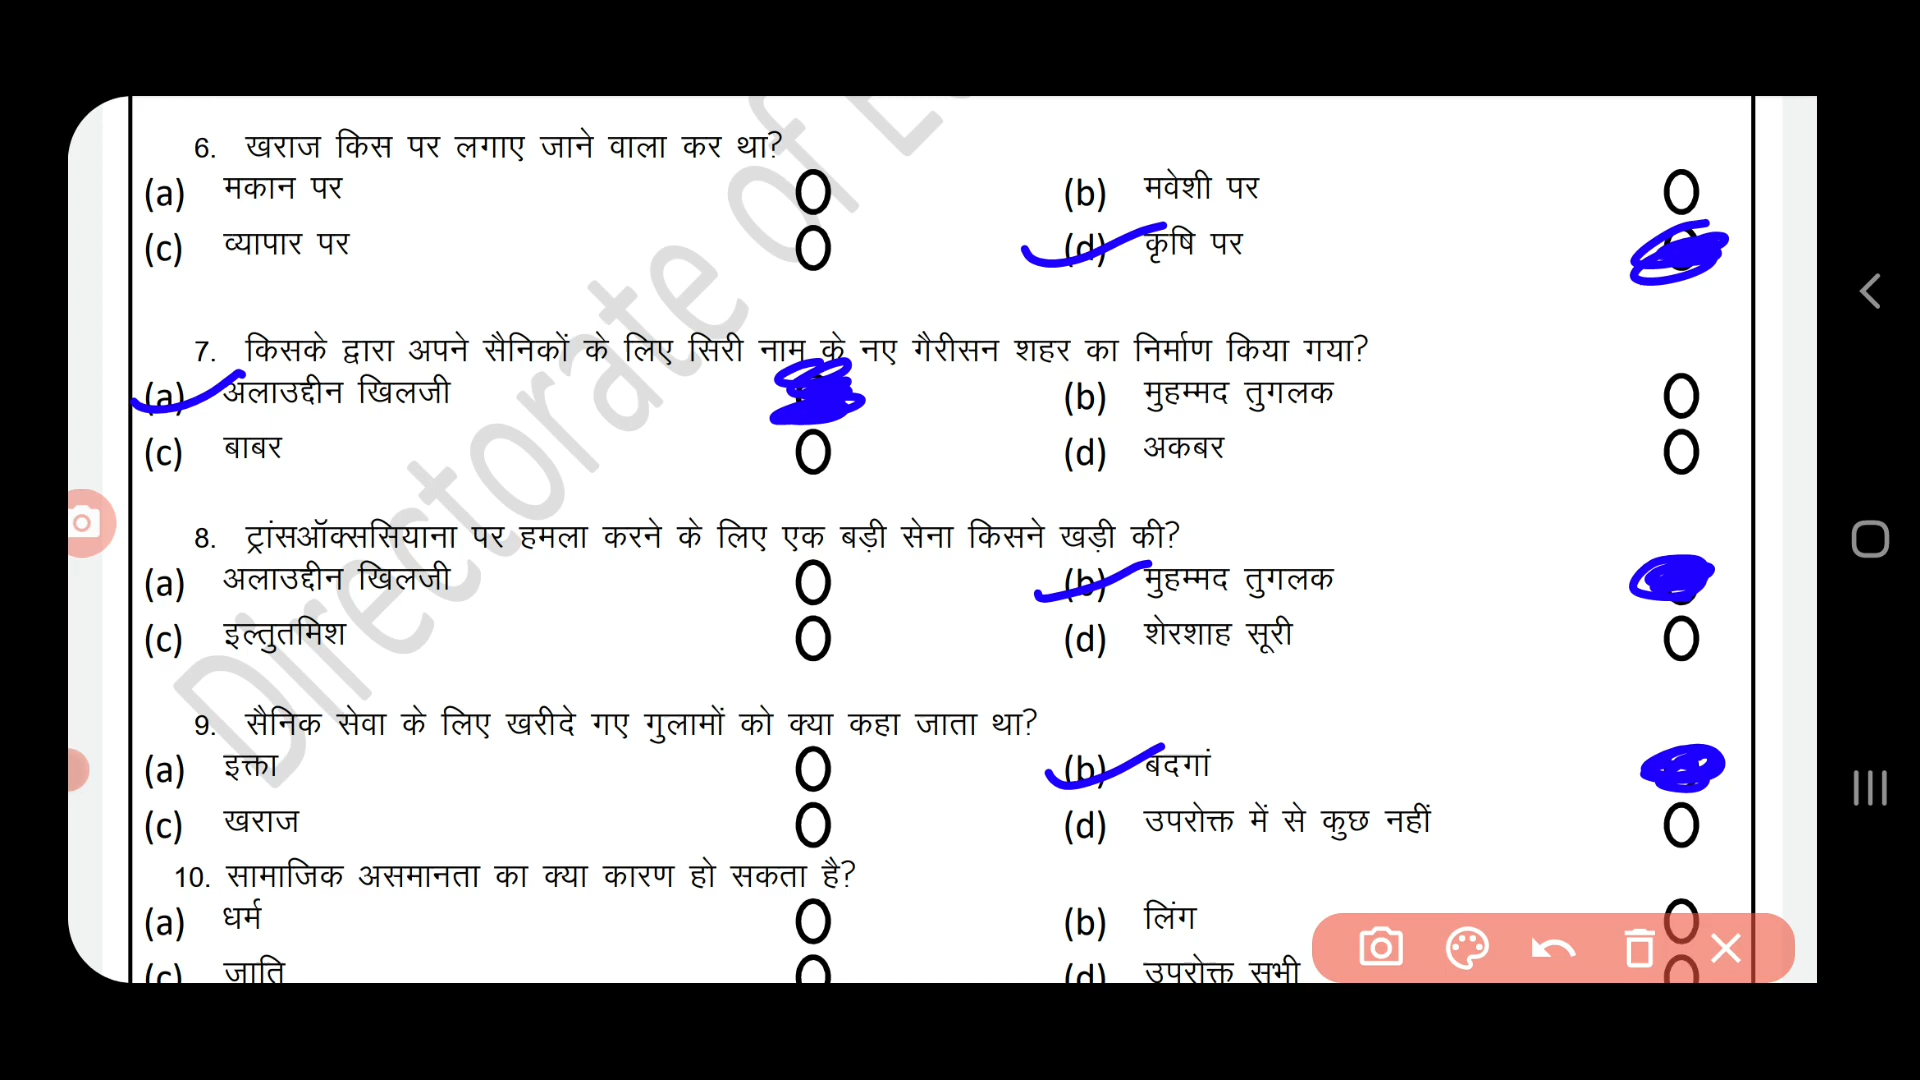 6. खराज किस पर लगाए जाने वाला कर था?
(a) मकान पर (b) मवेशी पर
(c) व्यापार पर (d) कृषि पर
7. किसके द्वारा अपने सैनिकों के लिए सिरी नाम के नए गैरीसन शहर का निर्माण किया गया?
(a) अलाउद्दीन खिलजी (b) मुहम्मद तुगलक
(c) बाबर (d) अकबर
8. ट्रांसऑक्ससियाना पर हमला करने के लिए एक बड़ी सेना किसने खड़ी की?
(a) अलाउद्दीन खिलजी (b) मुहम्मद तुगलक
(c) इल्तुतमिश (d) शेरशाह सूरी
9. सैनिक सेवा के लिए खरीदे गए गुलामों को क्या कहा जाता था?
(a) इक्ता (b) बंदगां
(c) खराज (d) उपरोक्त में से कुछ नहीं
10. सामाजिक असमानता का क्या कारण हो सकता है?
(a) धर्म (b) लिंग
(c) जाति (d) उपरोक्त सभी
Directorate of